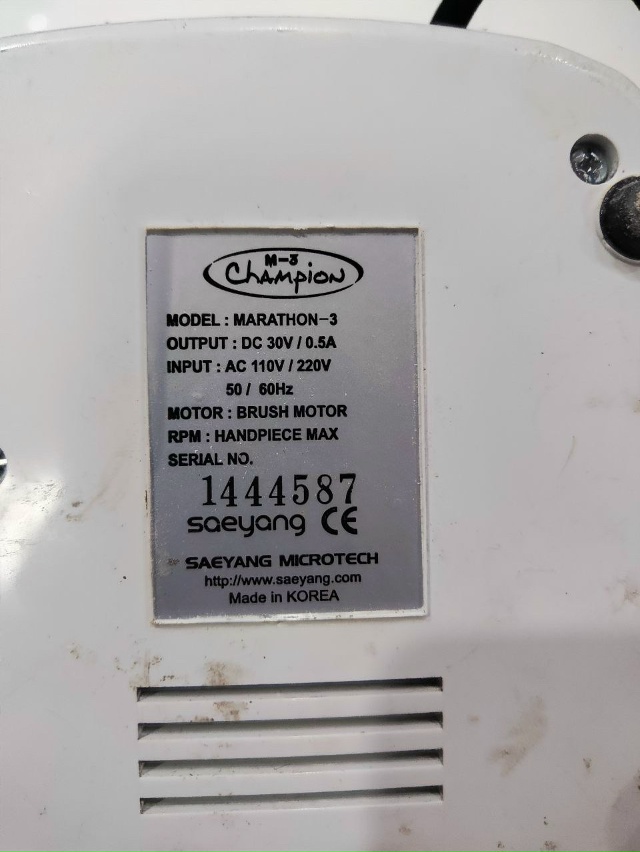 M-3
Champion
MODEL : MARATHON-3
OUTPUT : DC 30V / 0.5A
INPUT : AC 110V / 220V
50 / 60Hz
MOTOR : BRUSH MOTOR
RPM : HANDPIECE MAX
SERIAL NO.
1444587
saeyang CE
SAEYANG MICROTECH
http://www.saeyang.com
Made in KOREA